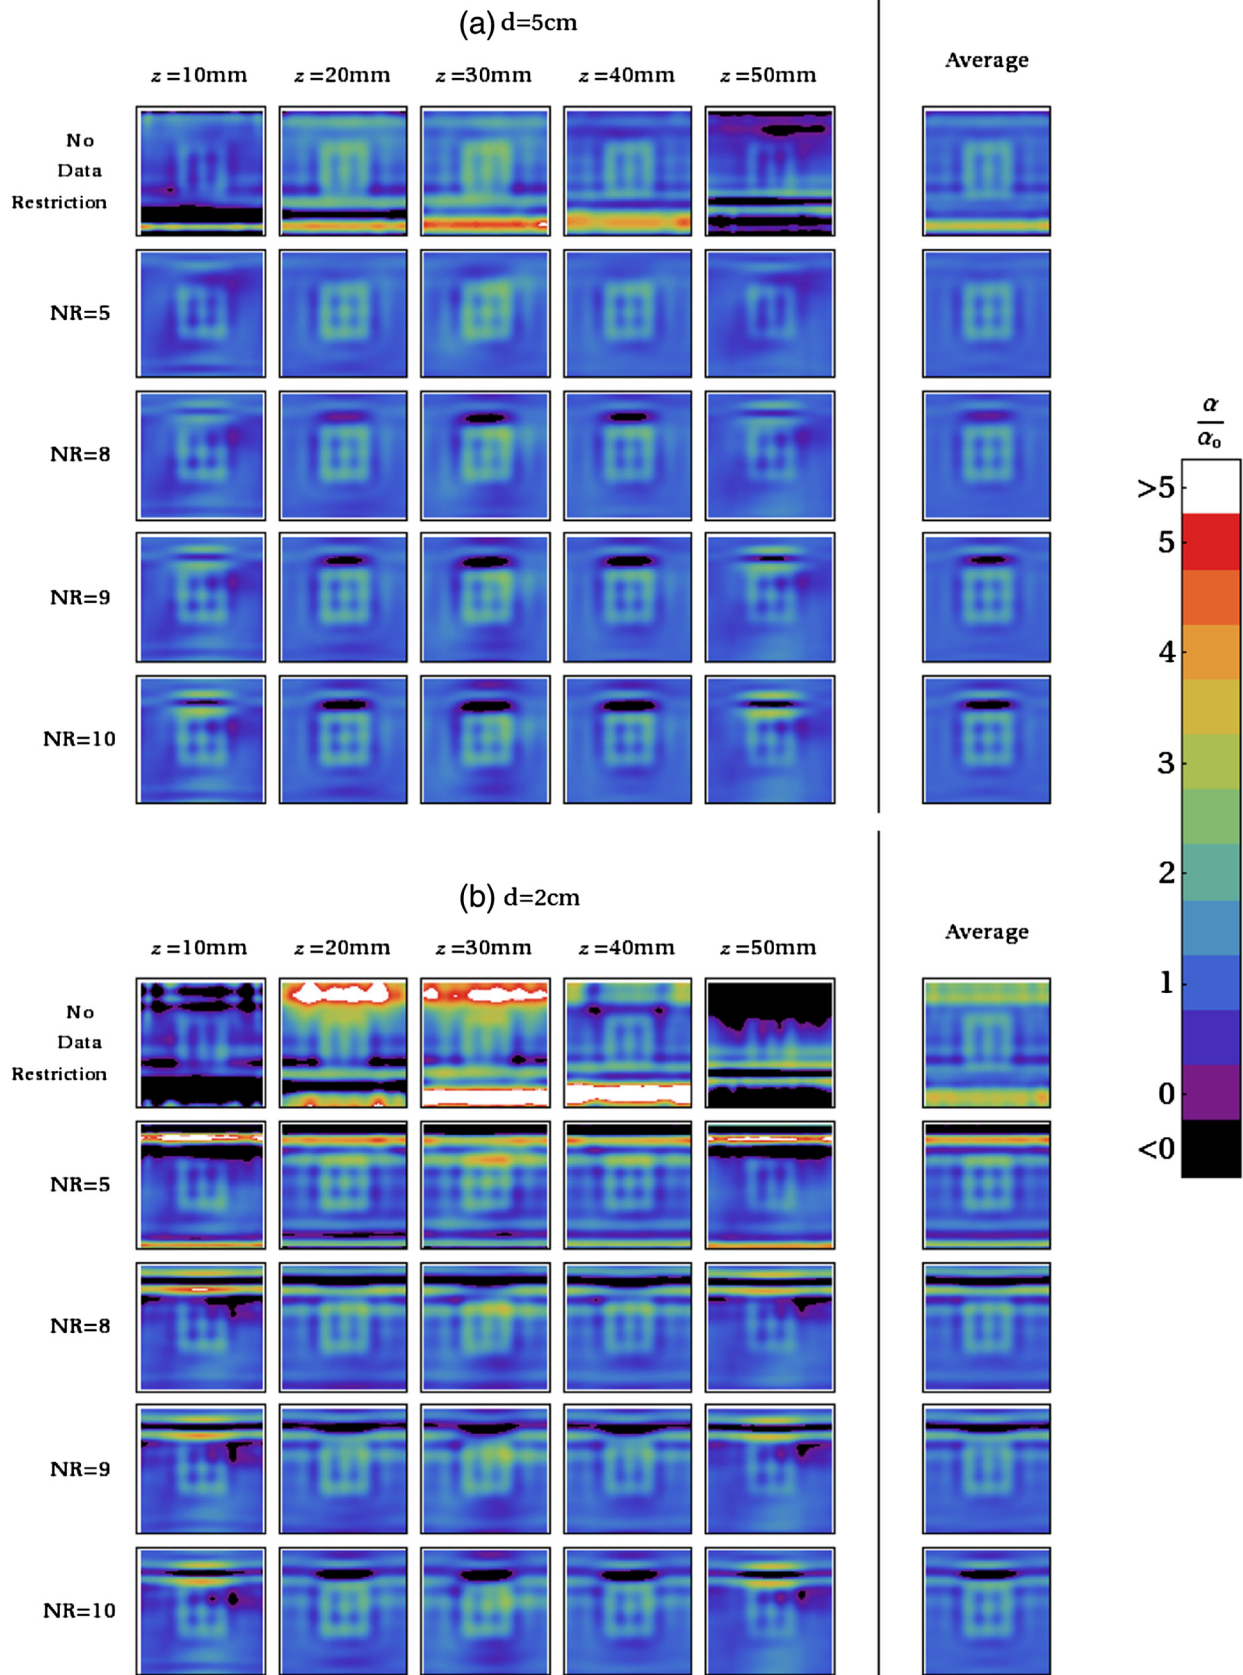 (a) d=5cm
z =10mm z =20mm z =30mm z =40mm z =50mm Average
No
Data
Restriction
NR=5
NR=8
NR=9
NR=10
(b) d=2cm
z =10mm z =20mm z =30mm z =40mm z =50mm Average
No
Data
Restriction
NR=5
NR=8
NR=9
NR=10
α
α₀
>5
5
4
3
2
1
0
<0